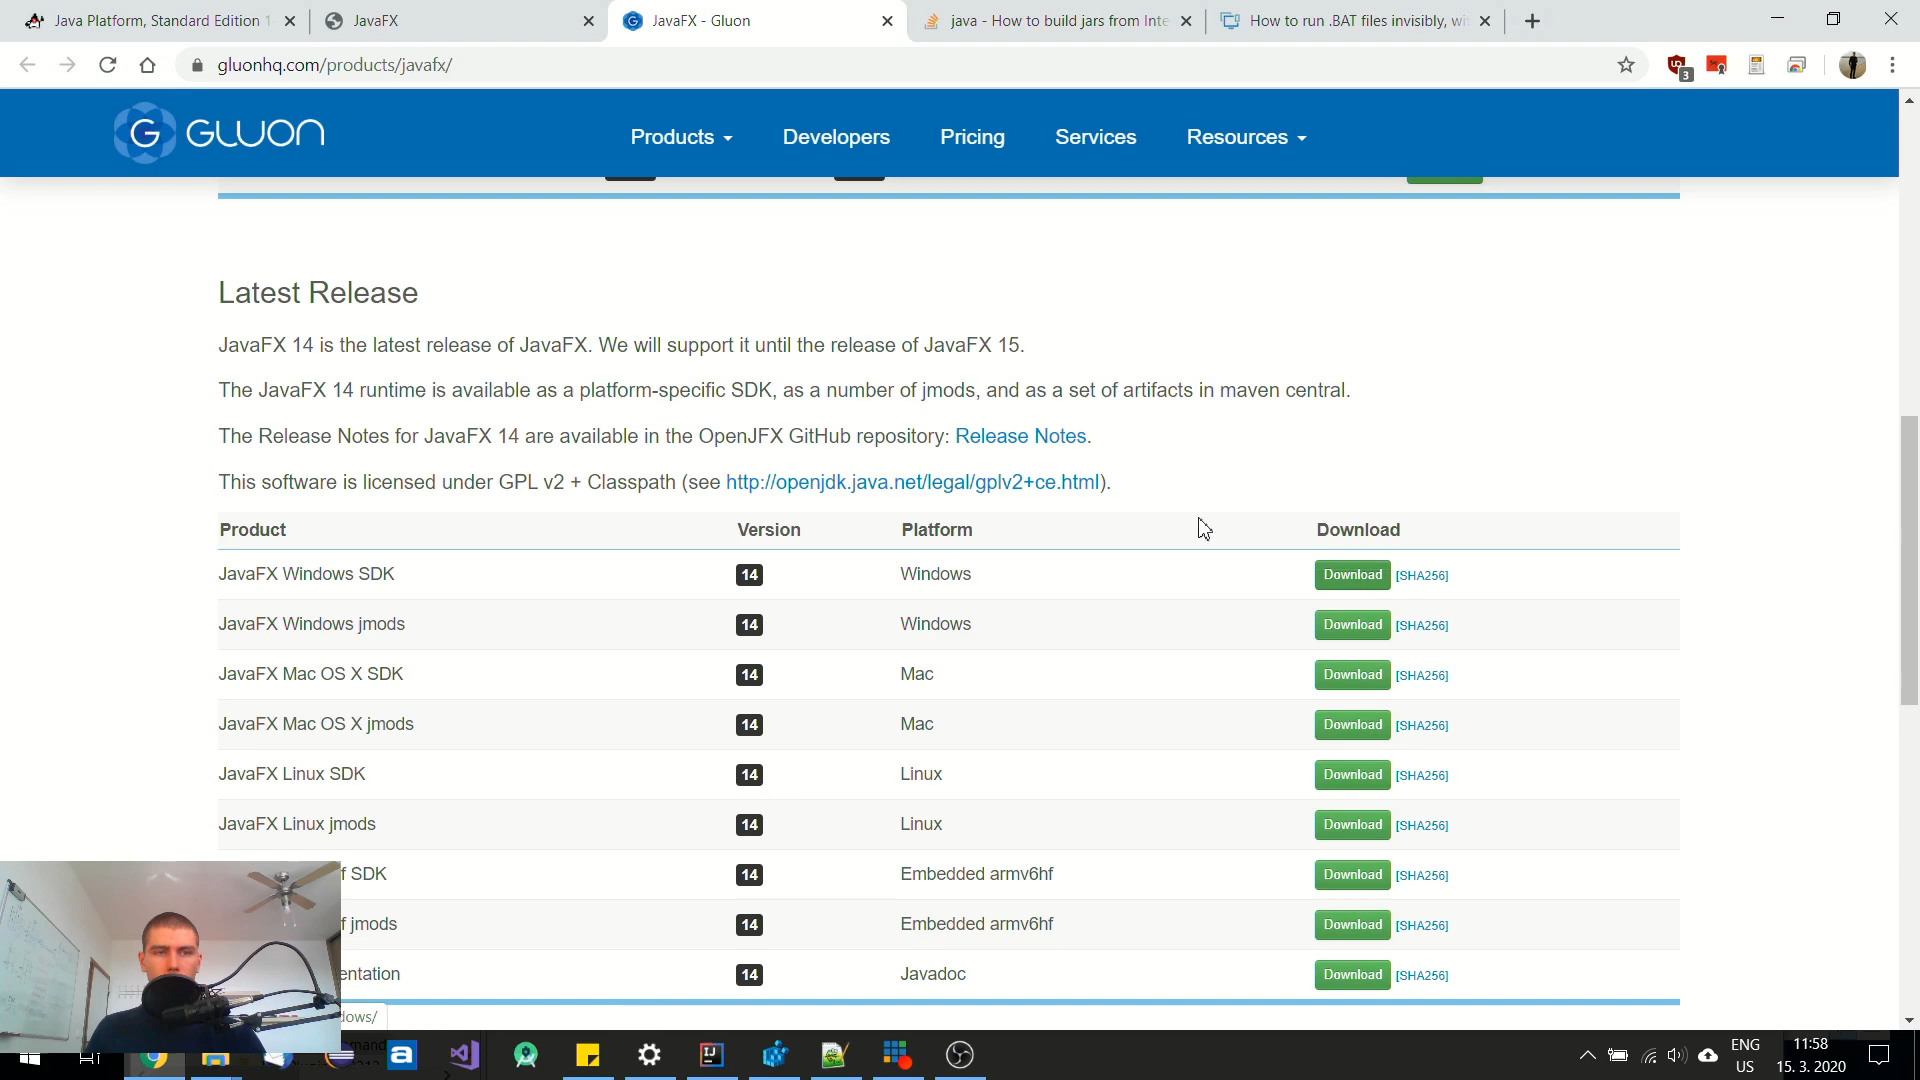 Java Platform, Standard Edition 1
JavaFX
JavaFX - Gluon
java - How to build jars from Inte
How to run .BAT files invisibly, wi
gluonhq.com/products/javafx/
3
G GLUON
Products
Developers
Pricing
Services
Resources
Latest Release
JavaFX 14 is the latest release of JavaFX. We will support it until the release of JavaFX 15.
The JavaFX 14 runtime is available as a platform-specific SDK, as a number of jmods, and as a set of artifacts in maven central.
The Release Notes for JavaFX 14 are available in the OpenJFX GitHub repository: Release Notes.
This software is licensed under GPL v2 + Classpath (see http://openjdk.java.net/legal/gplv2+ce.html).
Product Version Platform Download
JavaFX Windows SDK 14 Windows Download [SHA256]
JavaFX Windows jmods 14 Windows Download [SHA256]
JavaFX Mac OS X SDK 14 Mac Download [SHA256]
JavaFX Mac OS X jmods 14 Mac Download [SHA256]
JavaFX Linux SDK 14 Linux Download [SHA256]
JavaFX Linux jmods 14 Linux Download [SHA256]
f SDK 14 Embedded armv6hf Download [SHA256]
f jmods 14 Embedded armv6hf Download [SHA256]
entation 14 Javadoc Download [SHA256]
dows/
ENG
US
11:58
15. 3. 2020